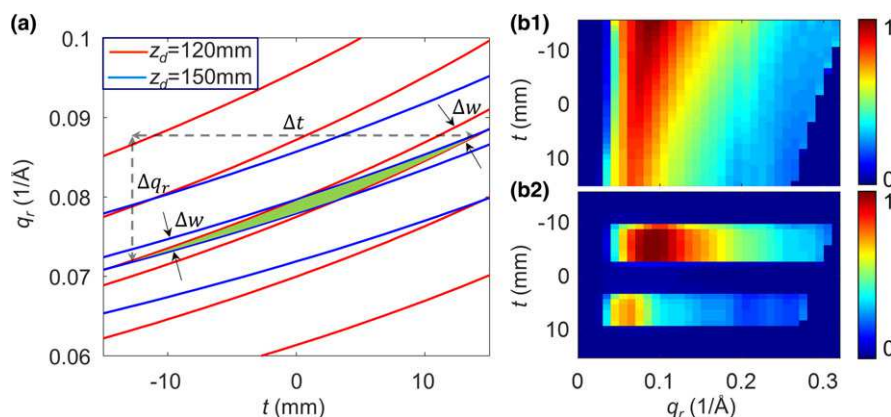 (a)
z_d=120mm
z_d=150mm
Δt
Δw
Δq_r
Δw
q_r (1/Å)
0.1
0.09
0.08
0.07
0.06
-10
0
10
t (mm)
(b1)
t (mm)
-10
0
10
1
0
(b2)
t (mm)
-10
0
10
1
0
0
0.1
0.2
0.3
q_r (1/Å)